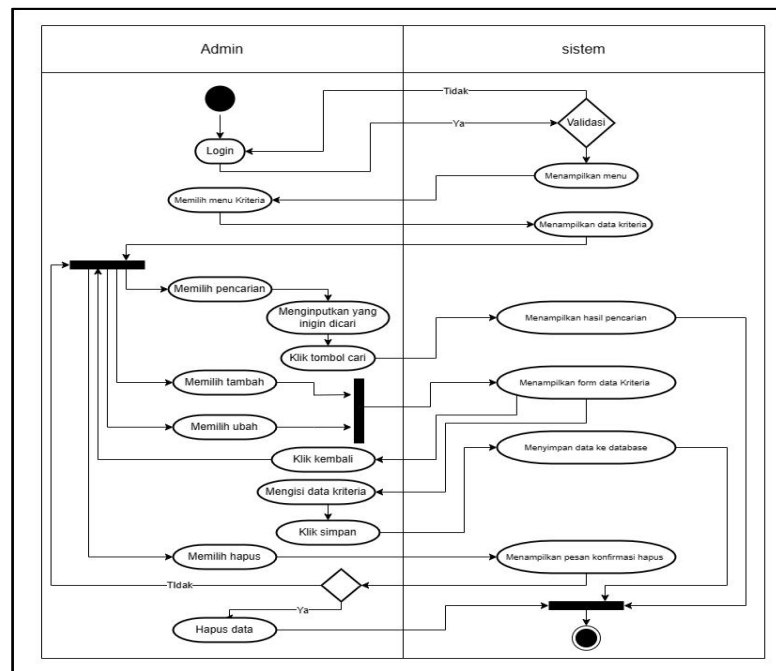 Admin
sistem
Tidak
Ya
Validasi
Login
Menampilkan menu
Memilih menu Kriteria
Menampilkan data kriteria
Memilih pencarian
Menginputkan yang
inigin dicari
Menampilkan hasil pencarian
Klik tombol cari
Memilih tambah
Menampilkan form data Kriteria
Memilih ubah
Menyimpan data ke database
Klik kembali
Mengisi data kriteria
Klik simpan
Memilih hapus
Menampilkan pesan konfirmasi hapus
TIdak
Ya
Hapus data